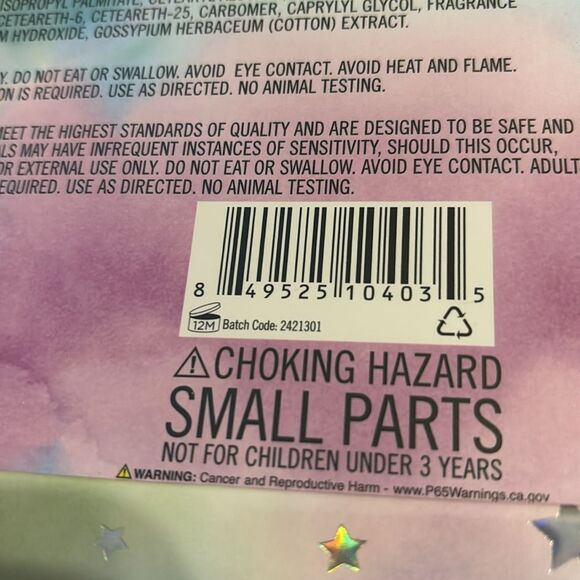 ISOPROPYL PALMITATE,
CETEARETH-6, CETEARETH-25, CARBOMER, CAPRYLYL GLYCOL, FRAGRANCE
M HYDROXIDE, GOSSYPIUM HERBACEUM (COTTON) EXTRACT.
Y. DO NOT EAT OR SWALLOW. AVOID EYE CONTACT. AVOID HEAT AND FLAME.
ON IS REQUIRED. USE AS DIRECTED. NO ANIMAL TESTING.
MEET THE HIGHEST STANDARDS OF QUALITY AND ARE DESIGNED TO BE SAFE AND
ALS MAY HAVE INFREQUENT INSTANCES OF SENSITIVITY, SHOULD THIS OCCUR,
OR EXTERNAL USE ONLY. DO NOT EAT OR SWALLOW. AVOID EYE CONTACT. ADULT
EQUIRED. USE AS DIRECTED. NO ANIMAL TESTING.
8 49525 10403 5
12M Batch Code: 2421301
CHOKING HAZARD
SMALL PARTS
NOT FOR CHILDREN UNDER 3 YEARS
WARNING: Cancer and Reproductive Harm - www.P65Warnings.ca.gov